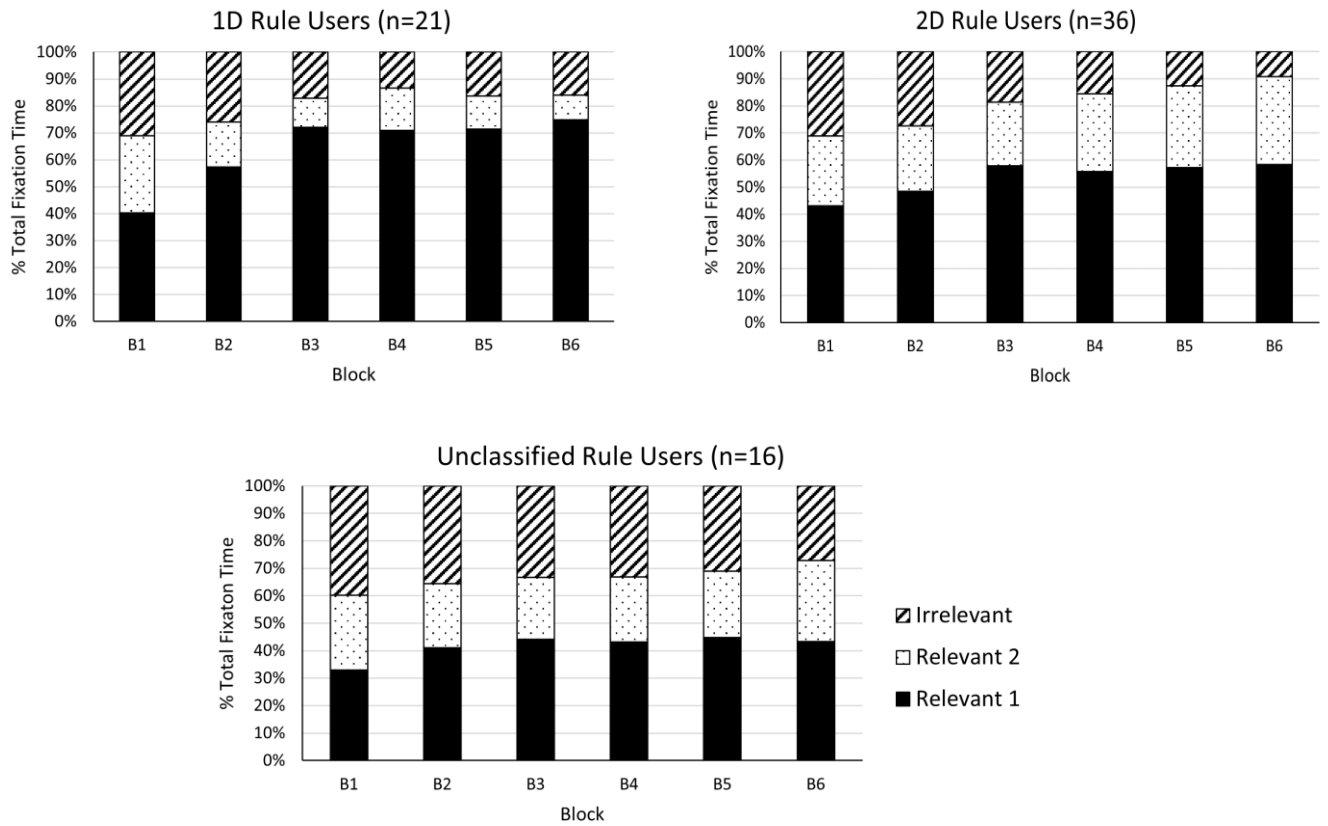 1D Rule Users (n=21)
% Total Fixation Time
100%
90%
80%
70%
60%
50%
40%
30%
20%
10%
0%
B1 B2 B3 B4 B5 B6
Block
2D Rule Users (n=36)
% Total Fixation Time
100%
90%
80%
70%
60%
50%
40%
30%
20%
10%
0%
B1 B2 B3 B4 B5 B6
Block
Unclassified Rule Users (n=16)
% Total Fixaton Time
100%
90%
80%
70%
60%
50%
40%
30%
20%
10%
0%
B1 B2 B3 B4 B5 B6
Block
Irrelevant
Relevant 2
Relevant 1